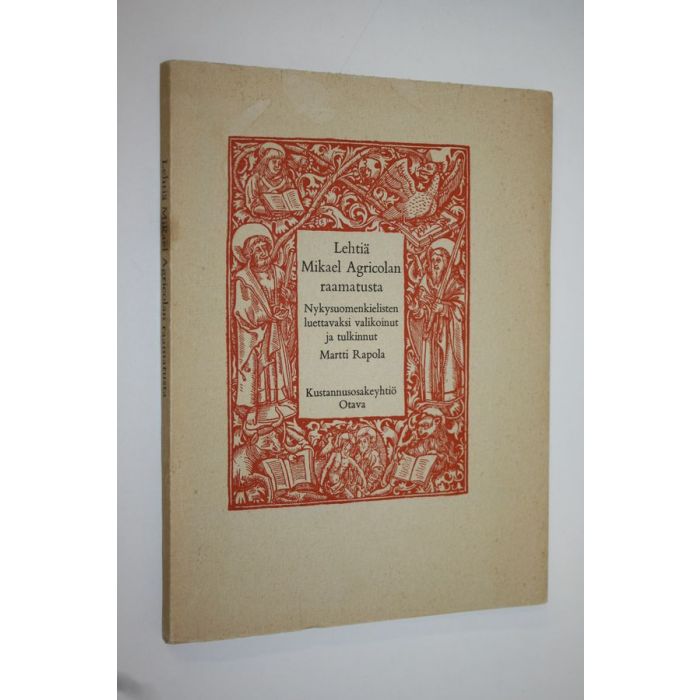 Lehtiä
Mikael Agricolan
raamatusta
Nykysuomenkielisten
luettavaksi valikoinut
ja tulkinnut
Martti Rapola
Kustannusosakeyhtiö
Otava
Lehtiä Mikael Agricolan raamatusta